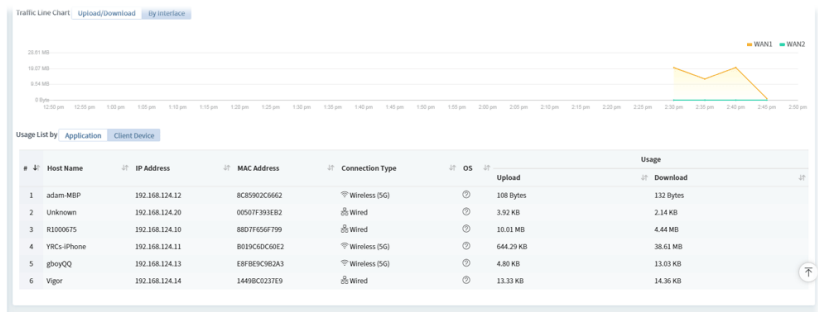 Traffic Line Chart Upload/Download By Interface
WAN1 WAN2
16.07 MB
8.04 MB
0 Byte
12:50 pm 12:55 pm 1:05 pm 1:05 pm 1:10 pm 1:15 pm 1:20 pm 1:25 pm 1:30 pm 1:35 pm 1:40 pm 1:45 pm 1:50 pm 1:55 pm 2:00 pm 2:05 pm 2:10 pm 2:15 pm 2:20 pm 2:25 pm 2:30 pm 2:35 pm 2:40 pm 2:45 pm 2:50 pm
Usage List by Application Client Device
Usage
# Host Name IP Address MAC Address Connection Type OS
Upload Download
1 adam-MBP 192.168.124.12 8C85902C6662 Wireless (5G) 108 Bytes 132 Bytes
2 Unknown 192.168.124.20 00507F393EB2 Wired 3.92 KB 2.14 KB
3 R1000675 192.168.124.10 88D7F656F799 Wired 10.01 MB 4.44 MB
4 YRCs-iPhone 192.168.124.11 B019C6DC60E2 Wireless (5G) 644.29 KB 38.61 MB
5 gboyQQ 192.168.124.13 E8FBE9C9B2A3 Wireless (5G) 4.80 KB 13.03 KB
6 Vigor 192.168.124.14 1449BC0237E9 Wired 13.33 KB 14.36 KB